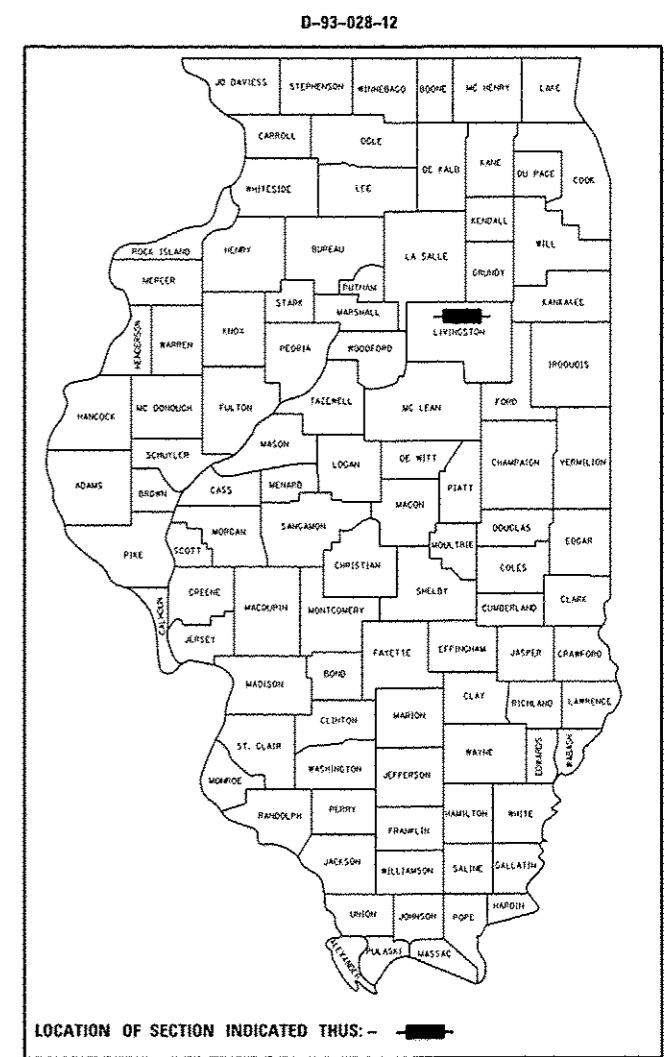 D-93-028-12
JO DAVIESS STEPHENSON WINNEBAGO BOONE MC HENRY LAKE
CARROLL OGLE
DE KALB KANE DU PAGE COOK
WHITESIDE LEE
KENDALL WILL
ROCK ISLAND HENRY BUREAU LA SALLE
GRUNDY
MERCER PUTNAM
STARK MARSHALL KANKAKEE
HENDERSON WARREN KNOX PEORIA WOODFORD LIVINGSTON IROQUOIS
FORD
HANCOCK MC DONOUGH FULTON TAZEWELL MC LEAN
MASON
SCHUYLER LOGAN DE WITT CHAMPAIGN VERMILION
ADAMS BROWN CASS MENARD MACON PIATT
MORGAN SANGAMON DOUGLAS EDGAR
PIKE SCOTT CHRISTIAN MOULTRIE COLES
CALHOUN GREENE MACOUPIN MONTGOMERY SHELBY CUMBERLAND CLARK
JERSEY
FAYETTE EFFINGHAM JASPER CRAWFORD
MADISON BOND
CLAY RICHLAND LAWRENCE
CLINTON MARION
ST. CLAIR WAYNE EDWARDS WABASH
MONROE WASHINGTON JEFFERSON
RANDOLPH PERRY HAMILTON WHITE
FRANKLIN
JACKSON WILLIAMSON SALINE GALLATIN
UNION JOHNSON POPE HARDIN
ALEXANDER PULASKI MASSAC
LOCATION OF SECTION INDICATED THUS: -